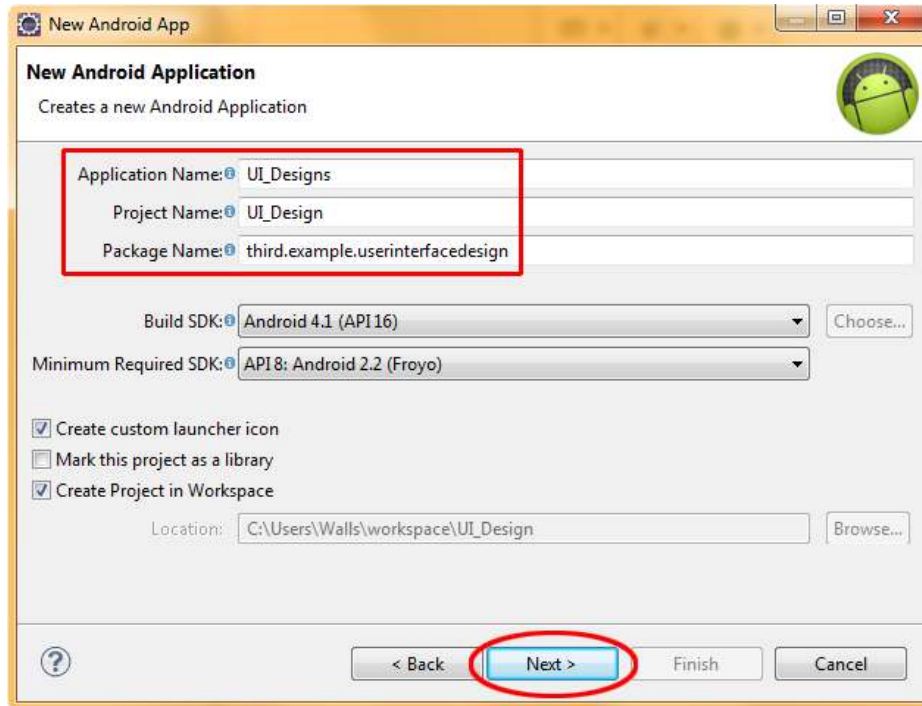 New Android App
New Android Application
Creates a new Android Application
Application Name: UI_Designs
Project Name: UI_Design
Package Name: third.example.userinterfacedesign
Build SDK: Android 4.1 (API 16) Choose...
Minimum Required SDK: API 8: Android 2.2 (Froyo)
Create custom launcher icon
Mark this project as a library
Create Project in Workspace
Location: C:\Users\Walls\workspace\UI_Design Browse...
? < Back Next > Finish Cancel